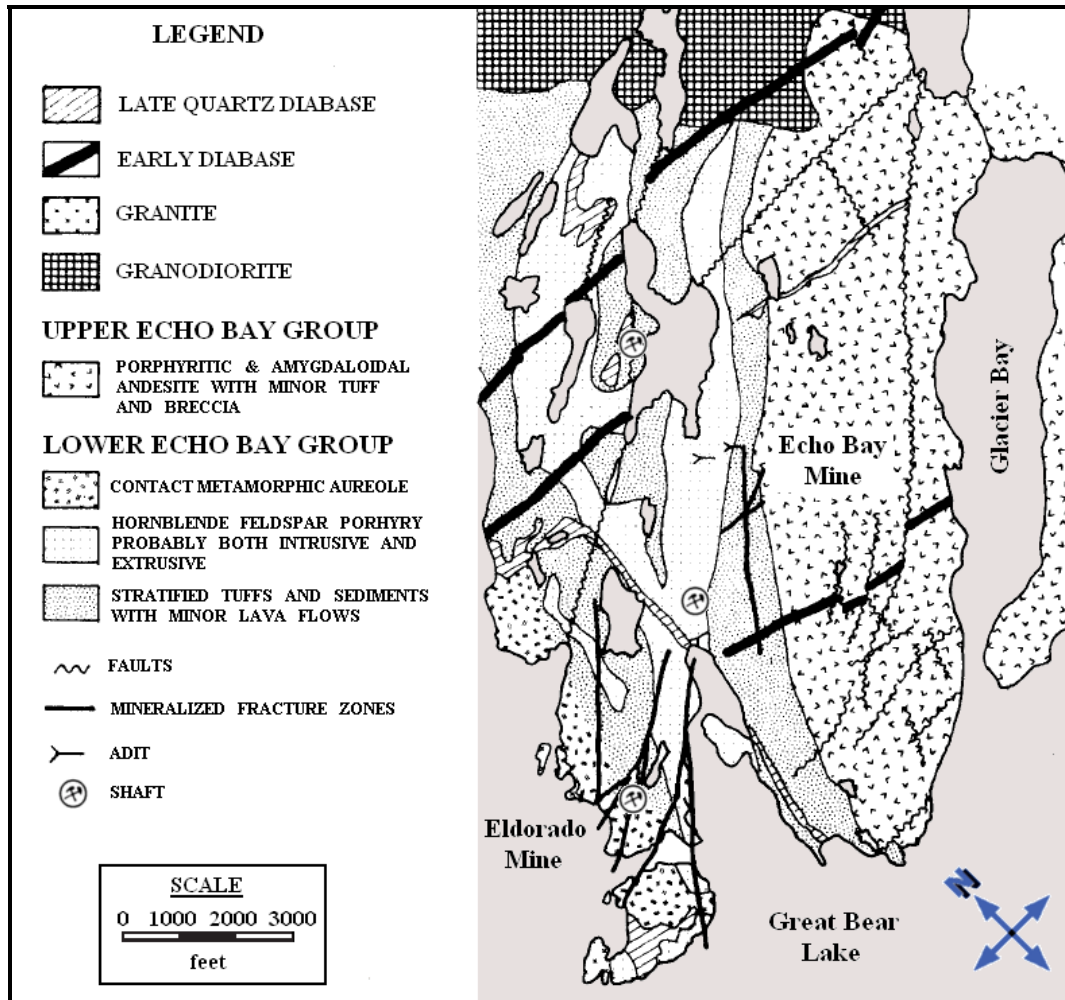 LEGEND
LATE QUARTZ DIABASE
EARLY DIABASE
GRANITE
GRANODIORITE
UPPER ECHO BAY GROUP
PORPHYRITIC & AMYGDALOIDAL
ANDESITE WITH MINOR TUFF
AND BRECCIA
LOWER ECHO BAY GROUP
CONTACT METAMORPHIC AUREOLE
HORNBLENDE FELDSPAR PORHYRY
PROBABLY BOTH INTRUSIVE AND
EXTRUSIVE
STRATIFIED TUFFS AND SEDIMENTS
WITH MINOR LAVA FLOWS
FAULTS
MINERALIZED FRACTURE ZONES
ADIT
SHAFT
SCALE
0 1000 2000 3000
feet
Echo Bay
Mine
Glacier Bay
Eldorado
Mine
Great Bear
Lake
N